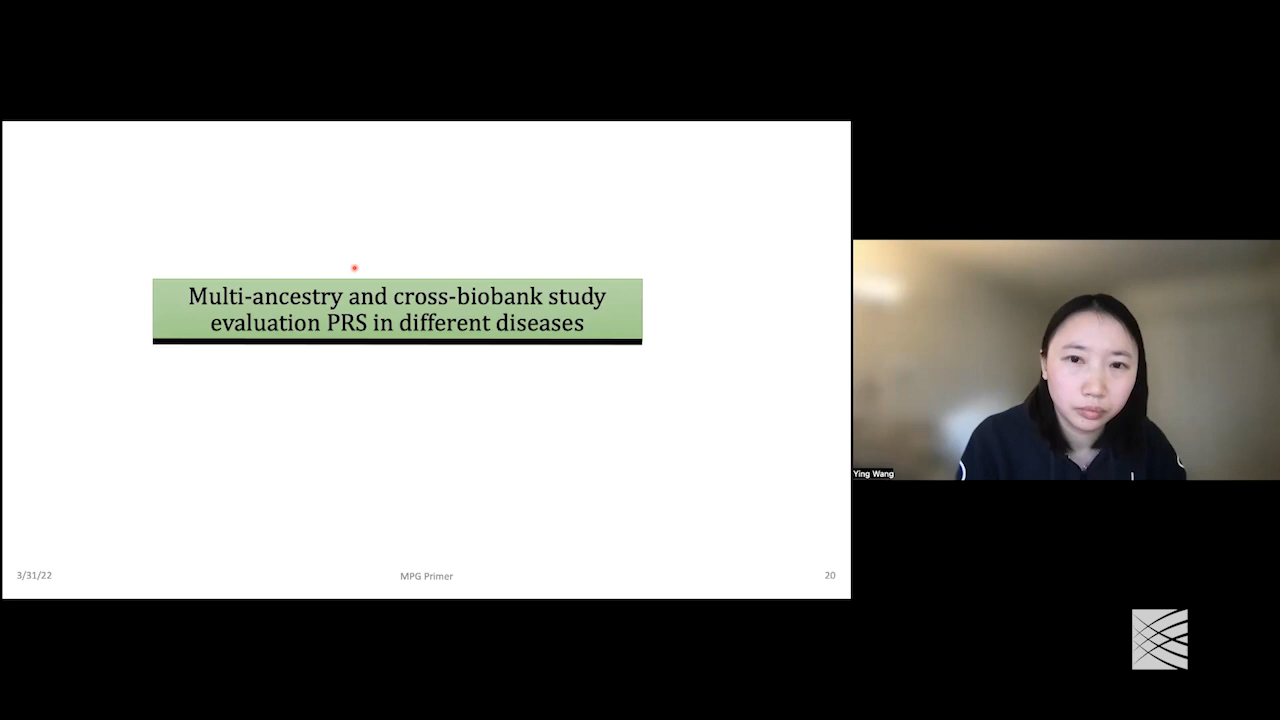 Multi-ancestry and cross-biobank study
evaluation PRS in different diseases
3/31/22
MPG Primer
20
Ying Wang